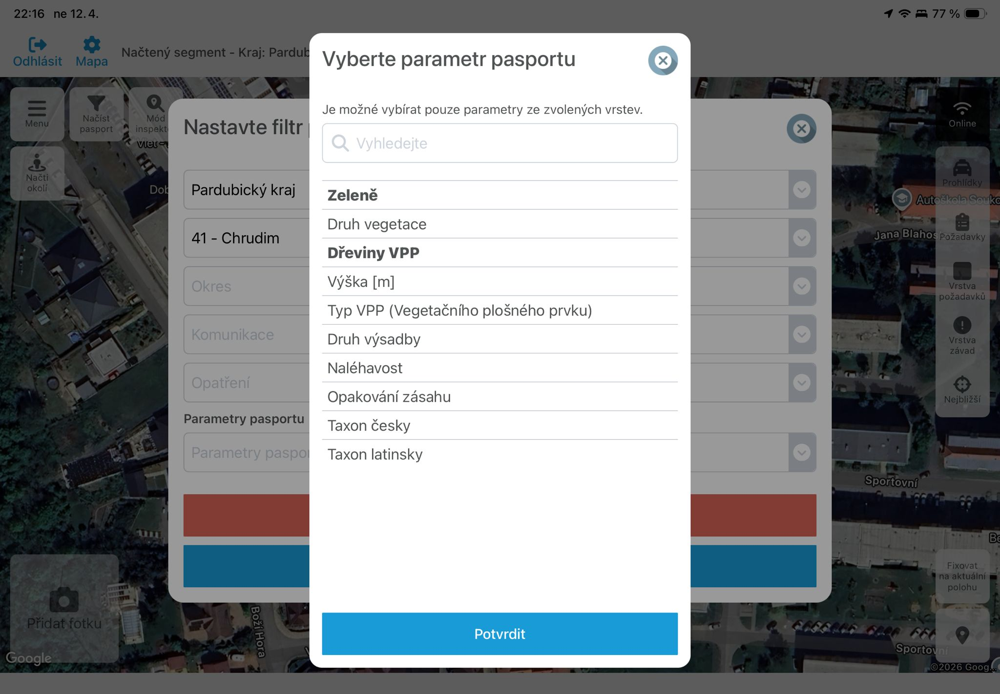 22:16 ne 12. 4.
77 %
Odhlásit
Mapa
Načtený segment - Kraj: Pardub
Vyberte parametr pasportu
Je možné vybírat pouze parametry ze zvolených vrstev.
Vyhledejte
Zeleně
Druh vegetace
Dřeviny VPP
Výška [m]
Typ VPP (Vegetačního plošného prvku)
Druh výsadby
Naléhavost
Opakování zásahu
Taxon česky
Taxon latinsky
Potvrdit
Menu
Načíst
pasport
Mód
inspekt
Viet -
Načti
okolí
Dob
Nastavte filtr
Pardubický kraj
41 - Chrudim
Okres
Komunikace
Opatření
Parametry pasportu
Parametry paspor
Online
Prohlídky
Autoškola Souko
Jana Blahos
Požadavky
Vrstva
požadavků
Vrstva
závad
Nejbližší
Sportovní
Be
Fixovat
na aktuální
polohu
Přidat fotku
Boží Hora
Google
Sportovní
©2026 Goog...